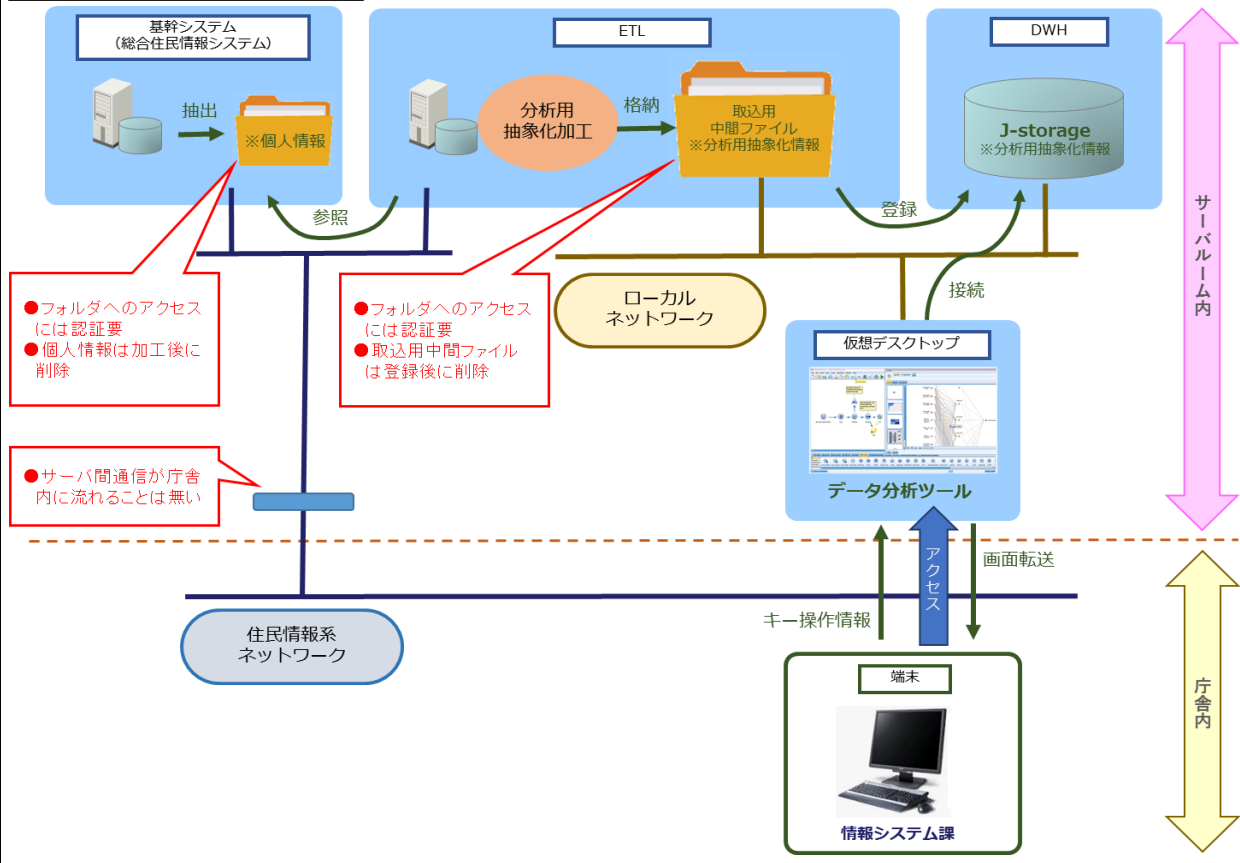 基幹システム
（総合住民情報システム）
抽出
※個人情報
ETL
分析用
抽象化加工
格納
取込用
中間ファイル
※分析用抽象化情報
DWH
J-storage
※分析用抽象化情報
参照
登録
接続
●フォルダへのアクセス
には認証要
●個人情報は加工後に
削除
●フォルダへのアクセス
には認証要
●取込用中間ファイル
は登録後に削除
ローカル
ネットワーク
仮想デスクトップ
データ分析ツール
●サーバ間通信が庁舎
内に流れることは無い
サーバルーム内
アクセス
画面転送
キー操作情報
住民情報系
ネットワーク
端末
情報システム課
庁舎内